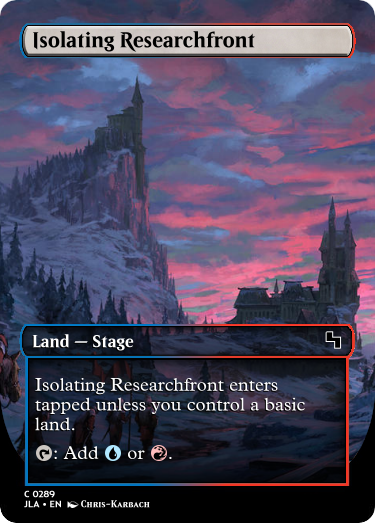 Isolating Researchfront
Land — Stage
Isolating Researchfront enters
tapped unless you control a basic
land.
: Add or .
C 0289
JLA • EN Chris-Karbach